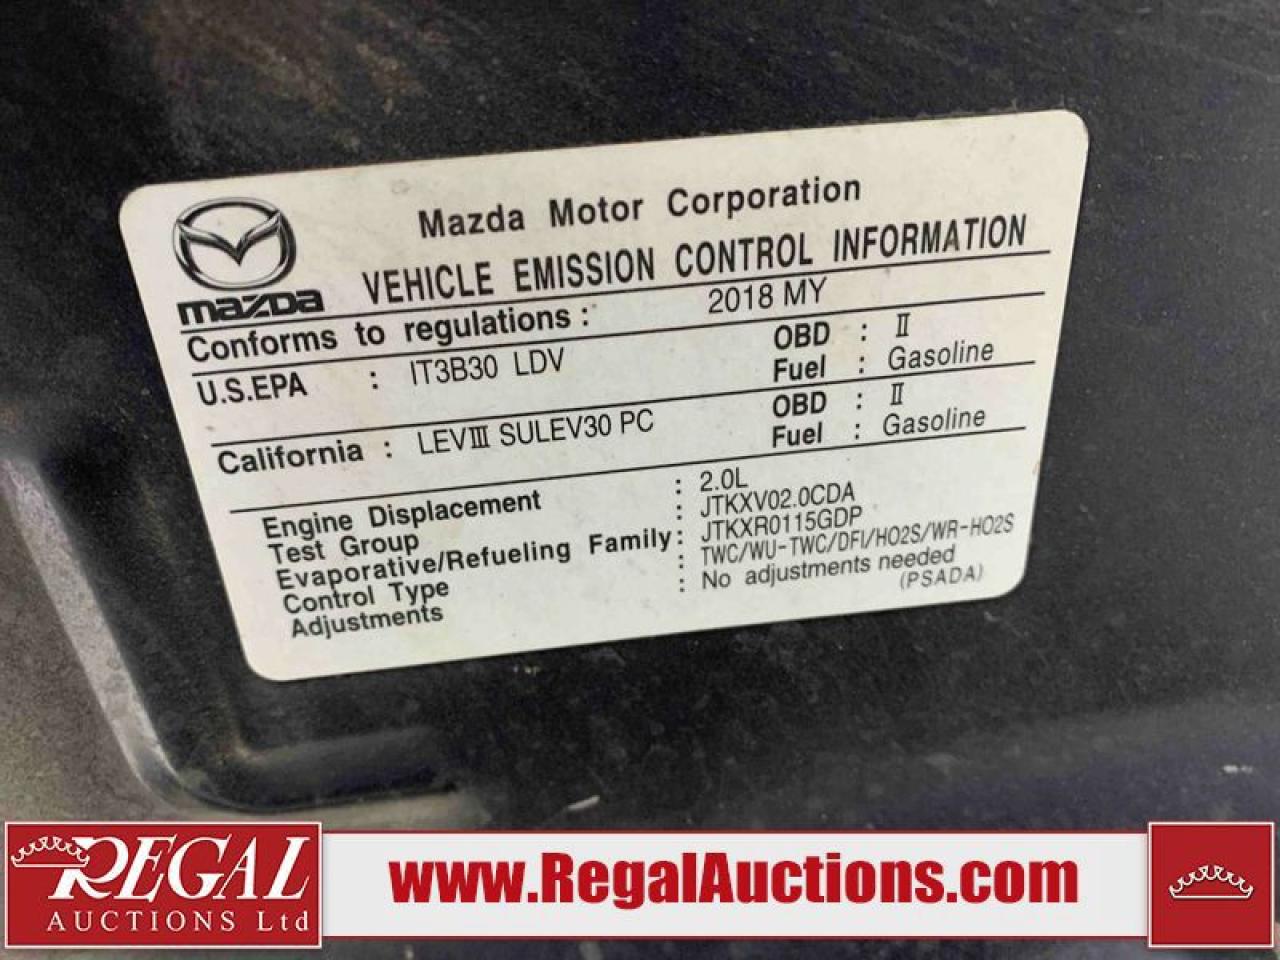 Mazda Motor Corporation
mazda
VEHICLE EMISSION CONTROL INFORMATION
Conforms to regulations : 2018 MY
U.S.EPA : IT3B30 LDV OBD : II
Fuel : Gasoline
California : LEVIII SULEV30 PC OBD : II
Fuel : Gasoline
Engine Displacement : 2.0L
Test Group : JTKXV02.0CDA
Evaporative/Refueling Family : JTKXR0115GDP
Control Type : TWC/WU-TWC/DFI/HO2S/WR-HO2S
Adjustments : No adjustments needed
(PSADA)
REGAL
AUCTIONS Ltd
www.RegalAuctions.com